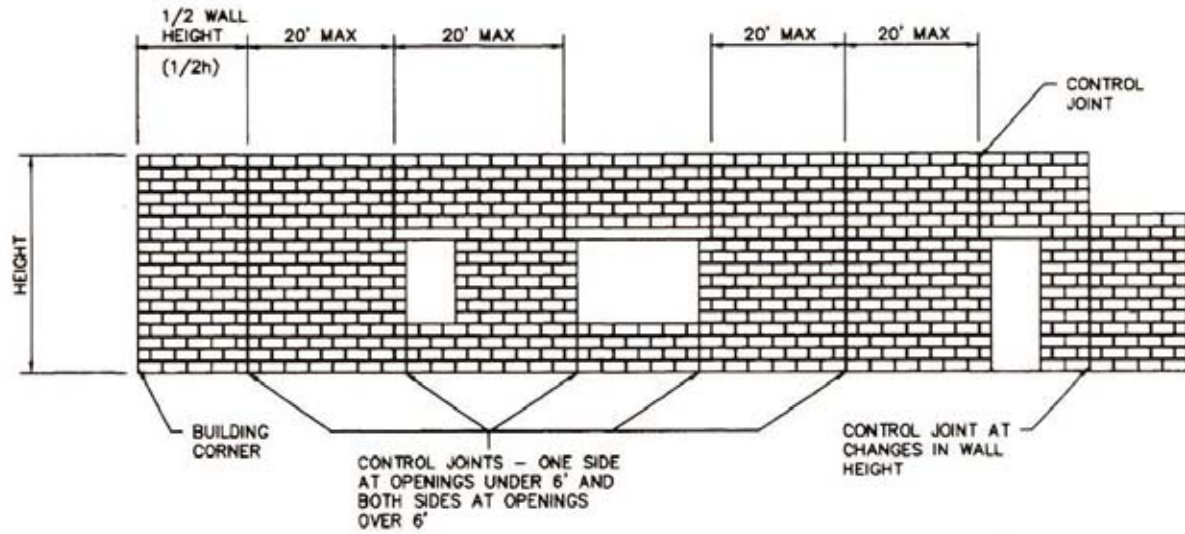 1/2 WALL
HEIGHT
(1/2h)
20' MAX
20' MAX
20' MAX
20' MAX
CONTROL
JOINT
HEIGHT
BUILDING
CORNER
CONTROL JOINTS – ONE SIDE
AT OPENINGS UNDER 6' AND
BOTH SIDES AT OPENINGS
OVER 6'
CONTROL JOINT AT
CHANGES IN WALL
HEIGHT